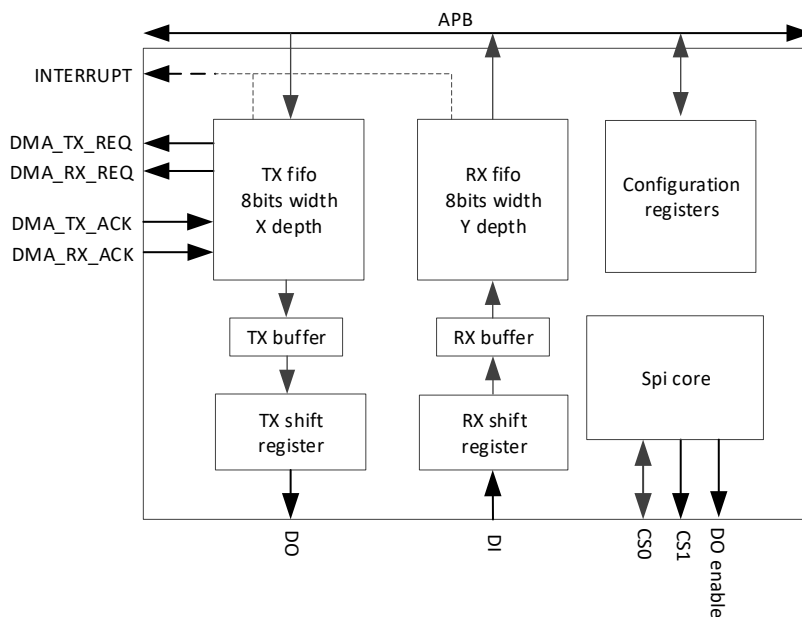 APB
INTERRUPT
DMA_TX_REQ
DMA_RX_REQ
DMA_TX_ACK
DMA_RX_ACK
TX fifo
8bits width
X depth
RX fifo
8bits width
Y depth
Configuration
registers
TX buffer
RX buffer
Spi core
TX shift
register
RX shift
register
DO
DI
CS0
CS1
DO enable